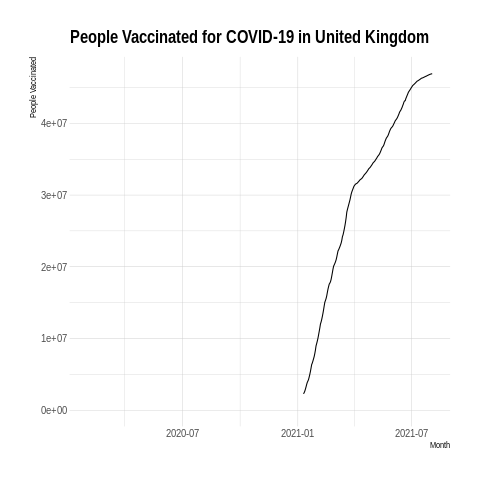 People Vaccinated for COVID-19 in United Kingdom
People Vaccinated
4e+07
3e+07
2e+07
1e+07
0e+00
2020-07
2021-01
2021-07
Month